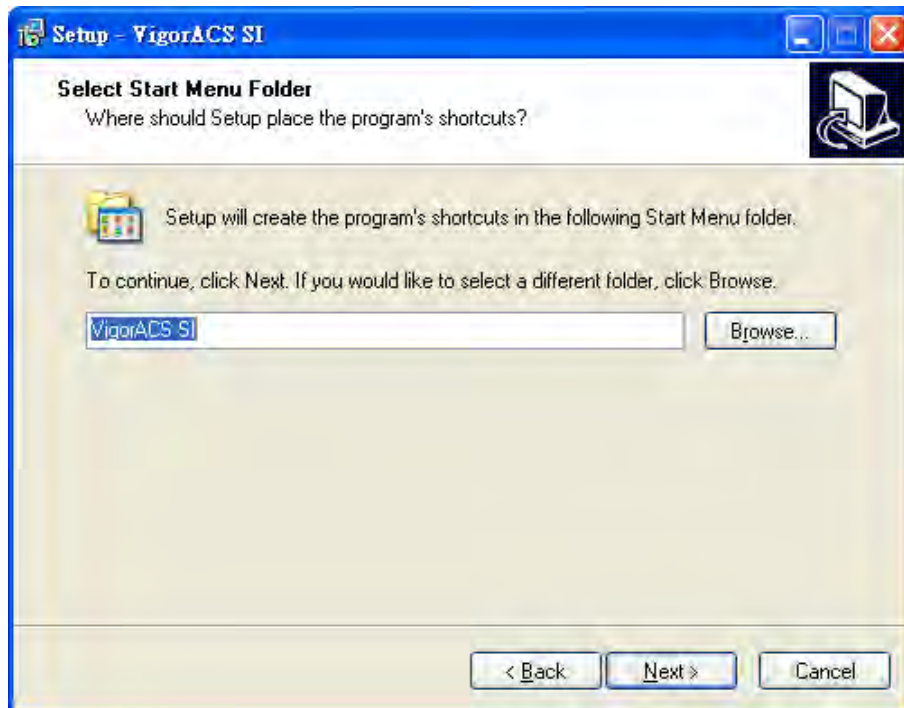 Setup - VigorACS SI
Select Start Menu Folder
Where should Setup place the program's shortcuts?
Setup will create the program's shortcuts in the following Start Menu folder.
To continue, click Next. If you would like to select a different folder, click Browse.
VigorACS SI
Browse...
< Back
Next >
Cancel